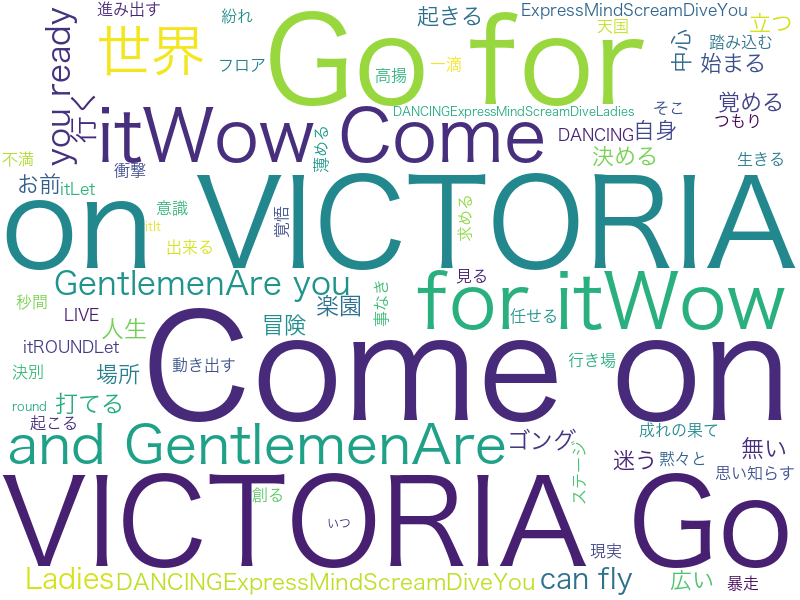 進み出す
紛れ
起きる
ExpressMindScreamDiveYou
天国
立つ
you ready
世界
Go for
フロア
高揚
一滴
中心
踏み込む
始まる
行く
itWow Come
薄める
DANCINGExpressMindScreamDiveLadies
そこ
覚める
つもり
DANCING
自身
不満
お前
itLet
衝撃
決める
生きる
on VICTORIA
意識
itIt
出来る
覚悟
求める
GentlemenAre you
for itWow
見る
秒間
LIVE
人生
冒険
楽園
事なき
任せる
itROUNDLet
Come on
決別
場所
動き出す
行き場
round
打てる
起こる
and GentlemenAre
ゴング
成れの果て
迷う
黙々と
無い
思い知らす
ステージ
VICTORIA Go
創る
いつ
現実
Ladies
DANCINGExpressMindScreamDiveYou
can fly
広い
暴走